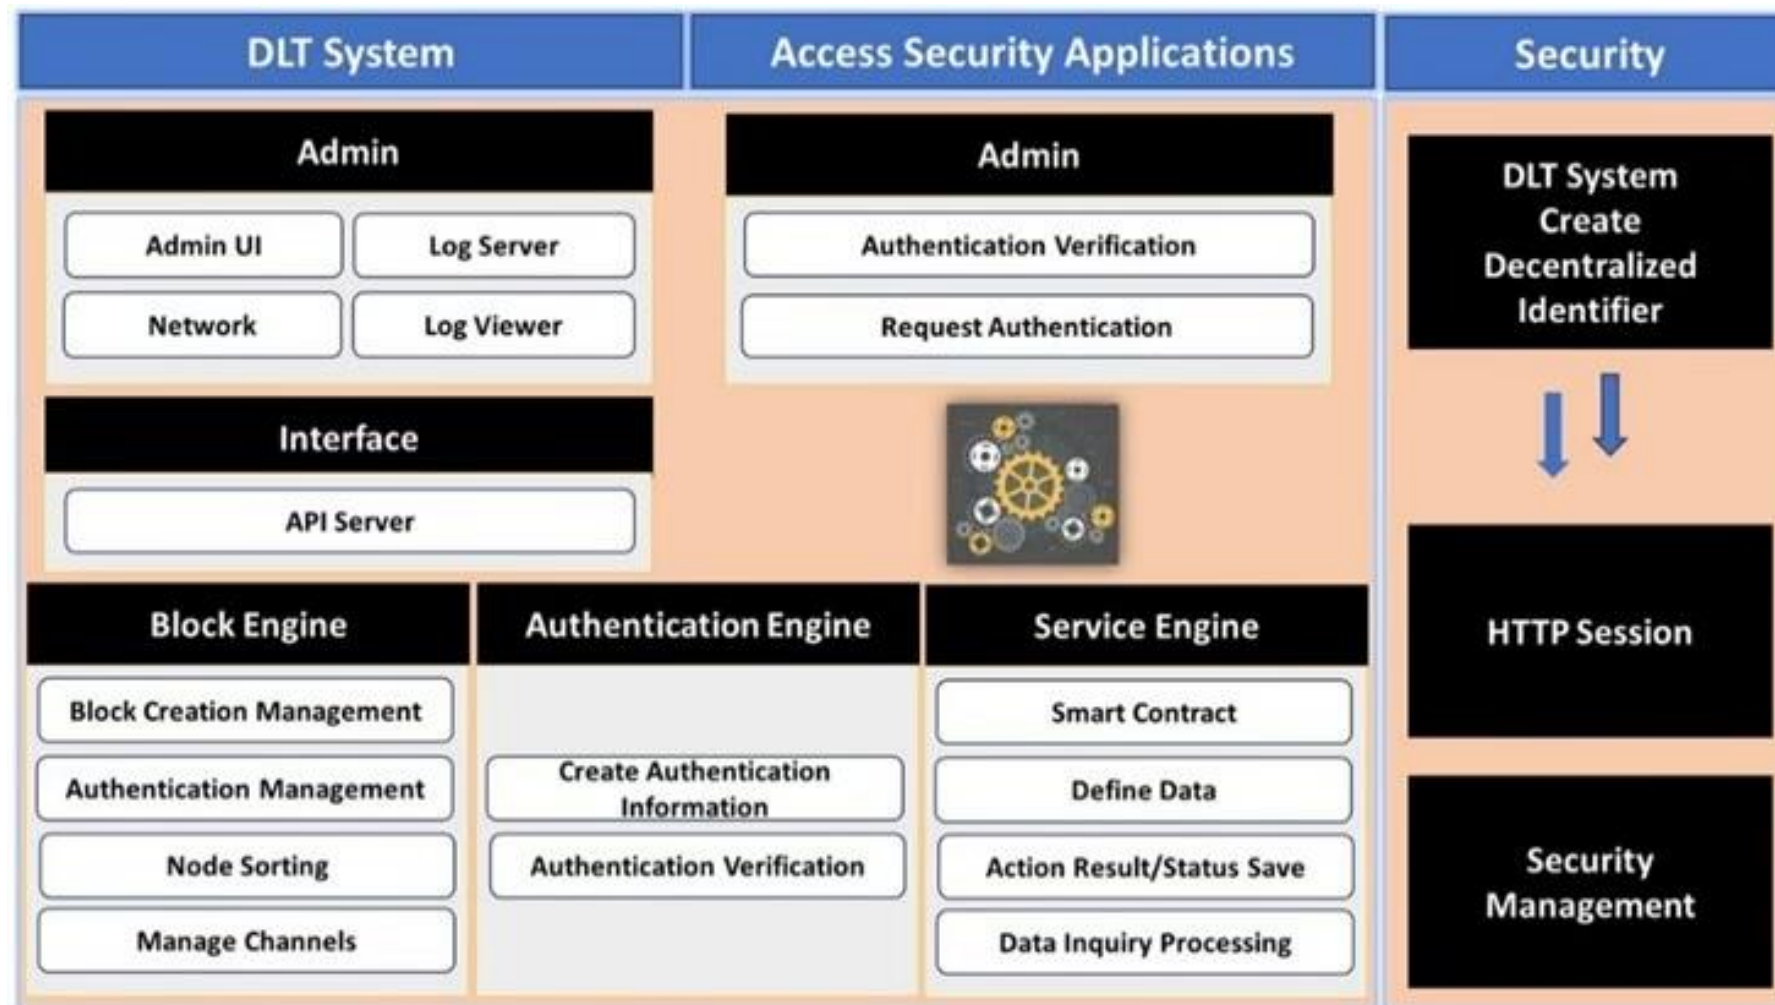 DLT System
Access Security Applications
Security
Admin
Admin UI
Log Server
Network
Log Viewer
Interface
API Server
Admin
Authentication Verification
Request Authentication
Block Engine
Block Creation Management
Authentication Management
Node Sorting
Manage Channels
Authentication Engine
Create Authentication
Information
Authentication Verification
Service Engine
Smart Contract
Define Data
Action Result/Status Save
Data Inquiry Processing
DLT System
Create
Decentralized
Identifier
HTTP Session
Security
Management